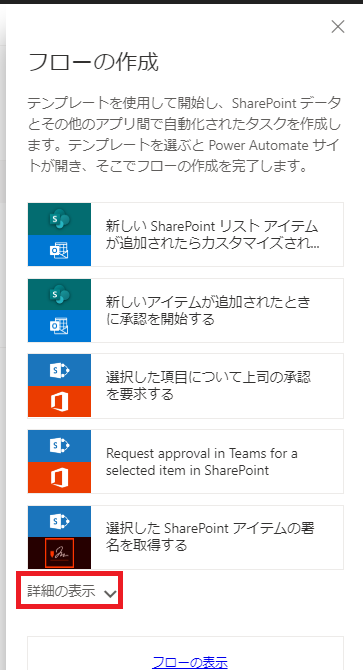 フローの作成
テンプレートを使用して開始し、SharePoint データ
とその他のアプリ間で自動化されたタスクを作成し
ます。テンプレートを選ぶと Power Automate サイ
トが開き、そこでフローの作成を完了します。
新しい SharePoint リスト アイテム
が追加されたらカスタマイズされ...
新しいアイテムが追加されたとき
に承認を開始する
選択した項目について上司の承認
を要求する
Request approval in Teams for a
selected item in SharePoint
選択した SharePoint アイテムの署
名を取得する
詳細の表示
フローの表示